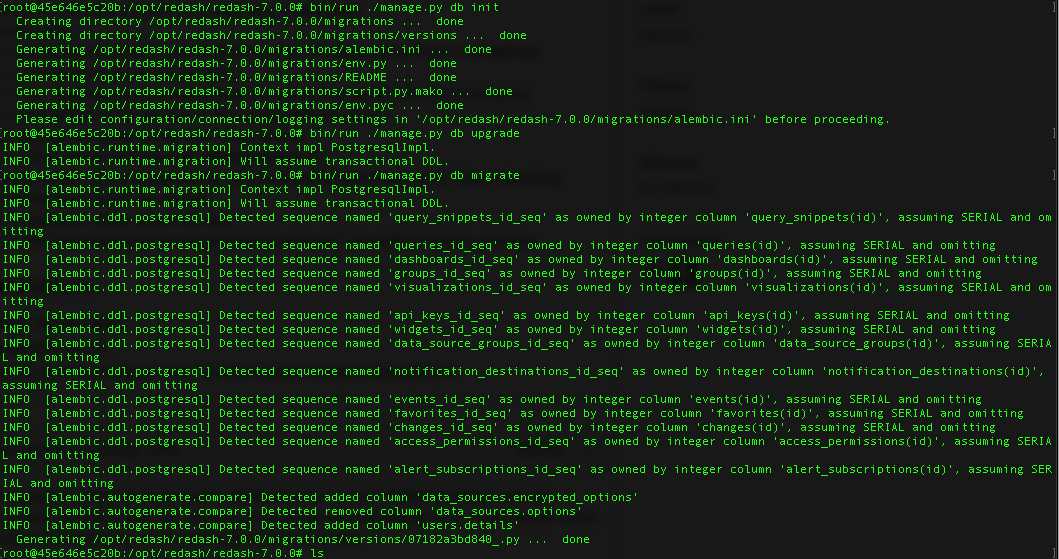 [root@45e646e5c20b:/opt/redash/redash-7.0.0# bin/run ./manage.py db init ]
  Creating directory /opt/redash/redash-7.0.0/migrations ...  done
  Creating directory /opt/redash/redash-7.0.0/migrations/versions ...  done
  Generating /opt/redash/redash-7.0.0/migrations/alembic.ini ...  done
  Generating /opt/redash/redash-7.0.0/migrations/env.py ...  done
  Generating /opt/redash/redash-7.0.0/migrations/README ...  done
  Generating /opt/redash/redash-7.0.0/migrations/script.py.mako ...  done
  Generating /opt/redash/redash-7.0.0/migrations/env.pyc ...  done
  Please edit configuration/connection/logging settings in '/opt/redash/redash-7.0.0/migrations/alembic.ini' before proceeding.
[root@45e646e5c20b:/opt/redash/redash-7.0.0# bin/run ./manage.py db upgrade ]
INFO  [alembic.runtime.migration] Context impl PostgresqlImpl.
INFO  [alembic.runtime.migration] Will assume transactional DDL.
[root@45e646e5c20b:/opt/redash/redash-7.0.0# bin/run ./manage.py db migrate ]
INFO  [alembic.runtime.migration] Context impl PostgresqlImpl.
INFO  [alembic.runtime.migration] Will assume transactional DDL.
INFO  [alembic.ddl.postgresql] Detected sequence named 'query_snippets_id_seq' as owned by integer column 'query_snippets(id)', assuming SERIAL and om
itting
INFO  [alembic.ddl.postgresql] Detected sequence named 'queries_id_seq' as owned by integer column 'queries(id)', assuming SERIAL and omitting
INFO  [alembic.ddl.postgresql] Detected sequence named 'dashboards_id_seq' as owned by integer column 'dashboards(id)', assuming SERIAL and omitting
INFO  [alembic.ddl.postgresql] Detected sequence named 'groups_id_seq' as owned by integer column 'groups(id)', assuming SERIAL and omitting
INFO  [alembic.ddl.postgresql] Detected sequence named 'visualizations_id_seq' as owned by integer column 'visualizations(id)', assuming SERIAL and om
itting
INFO  [alembic.ddl.postgresql] Detected sequence named 'api_keys_id_seq' as owned by integer column 'api_keys(id)', assuming SERIAL and omitting
INFO  [alembic.ddl.postgresql] Detected sequence named 'widgets_id_seq' as owned by integer column 'widgets(id)', assuming SERIAL and omitting
INFO  [alembic.ddl.postgresql] Detected sequence named 'data_source_groups_id_seq' as owned by integer column 'data_source_groups(id)', assuming SERIA
L and omitting
INFO  [alembic.ddl.postgresql] Detected sequence named 'notification_destinations_id_seq' as owned by integer column 'notification_destinations(id)',
assuming SERIAL and omitting
INFO  [alembic.ddl.postgresql] Detected sequence named 'events_id_seq' as owned by integer column 'events(id)', assuming SERIAL and omitting
INFO  [alembic.ddl.postgresql] Detected sequence named 'favorites_id_seq' as owned by integer column 'favorites(id)', assuming SERIAL and omitting
INFO  [alembic.ddl.postgresql] Detected sequence named 'changes_id_seq' as owned by integer column 'changes(id)', assuming SERIAL and omitting
INFO  [alembic.ddl.postgresql] Detected sequence named 'access_permissions_id_seq' as owned by integer column 'access_permissions(id)', assuming SERIA
L and omitting
INFO  [alembic.ddl.postgresql] Detected sequence named 'alert_subscriptions_id_seq' as owned by integer column 'alert_subscriptions(id)', assuming SER
IAL and omitting
INFO  [alembic.autogenerate.compare] Detected added column 'data_sources.encrypted_options'
INFO  [alembic.autogenerate.compare] Detected removed column 'data_sources.options'
INFO  [alembic.autogenerate.compare] Detected added column 'users.details'
  Generating /opt/redash/redash-7.0.0/migrations/versions/07182a3bd840_.py ...  done
[root@45e646e5c20b:/opt/redash/redash-7.0.0# ls ]